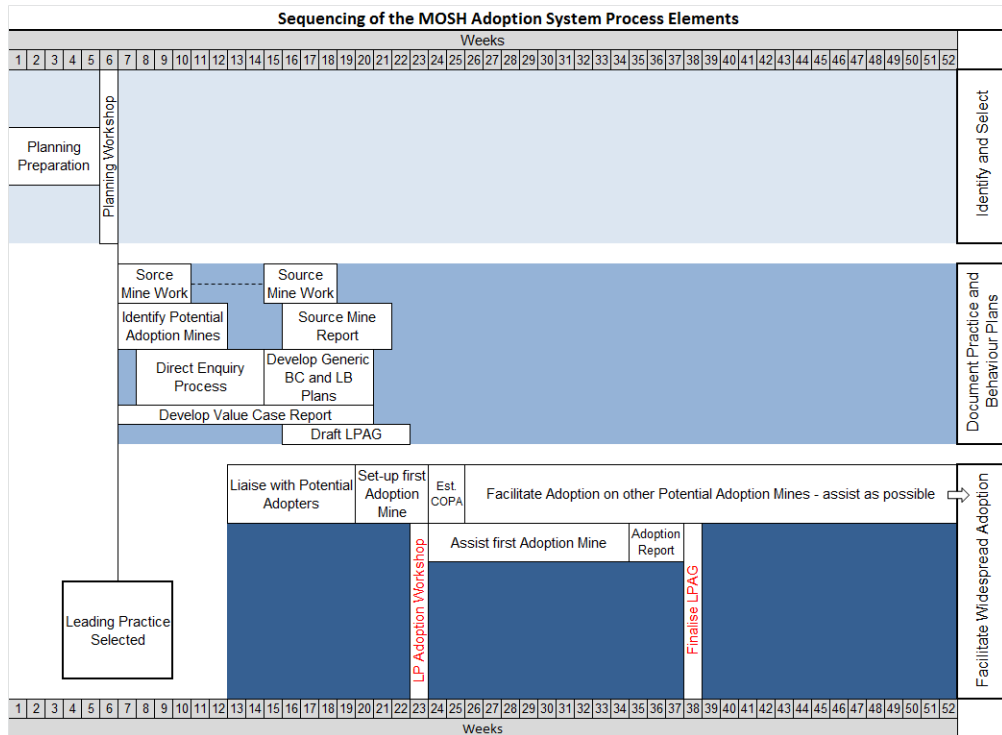 Sequencing of the MOSH Adoption System Process Elements
Weeks
1 2 3 4 5 6 7 8 9 10 11 12 13 14 15 16 17 18 19 20 21 22 23 24 25 26 27 28 29 30 31 32 33 34 35 36 37 38 39 40 41 42 43 44 45 46 47 48 49 50 51 52
Planning
Preparation
Planning Workshop
Identify and Select
Sorce
Mine Work
Source
Mine Work
Identify Potential
Adoption Mines
Source Mine
Report
Direct Enquiry
Process
Develop Generic
BC and LB
Plans
Develop Value Case Report
Draft LPAG
Document Practice and
Behaviour Plans
Liaise with Potential
Adopters
Set-up first
Adoption
Mine
Est.
COPA
Facilitate Adoption on other Potential Adoption Mines - assist as possible
LP Adoption Workshop
Assist first Adoption Mine
Adoption
Report
Finalise LPAG
Facilitate Widespread Adoption
Leading Practice
Selected
1 2 3 4 5 6 7 8 9 10 11 12 13 14 15 16 17 18 19 20 21 22 23 24 25 26 27 28 29 30 31 32 33 34 35 36 37 38 39 40 41 42 43 44 45 46 47 48 49 50 51 52
Weeks